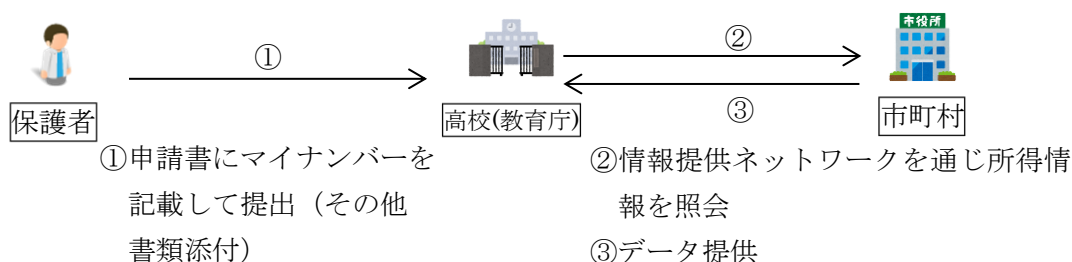 市役所
①
②
③
保護者
高校(教育庁)
市町村
①申請書にマイナンバーを
記載して提出（その他
書類添付）
②情報提供ネットワークを通じ所得情
報を照会
③データ提供